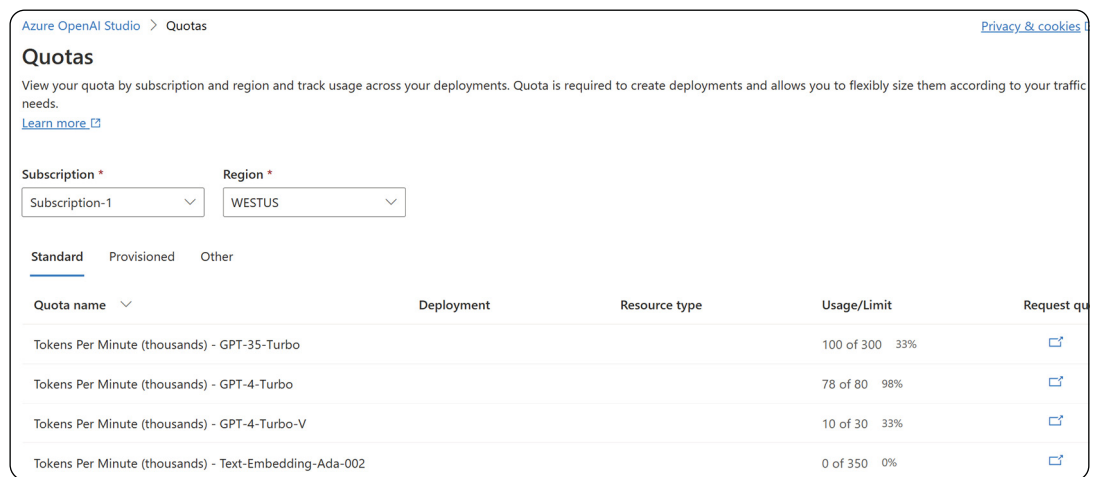 Azure OpenAI Studio > Quotas
Privacy & cookies
Quotas
View your quota by subscription and region and track usage across your deployments. Quota is required to create deployments and allows you to flexibly size them according to your traffic
needs.
Learn more
Subscription * Region *
Subscription-1 WESTUS
Standard Provisioned Other
Quota name Deployment Resource type Usage/Limit Request qu
Tokens Per Minute (thousands) - GPT-35-Turbo 100 of 300 33%
Tokens Per Minute (thousands) - GPT-4-Turbo 78 of 80 98%
Tokens Per Minute (thousands) - GPT-4-Turbo-V 10 of 30 33%
Tokens Per Minute (thousands) - Text-Embedding-Ada-002 0 of 350 0%